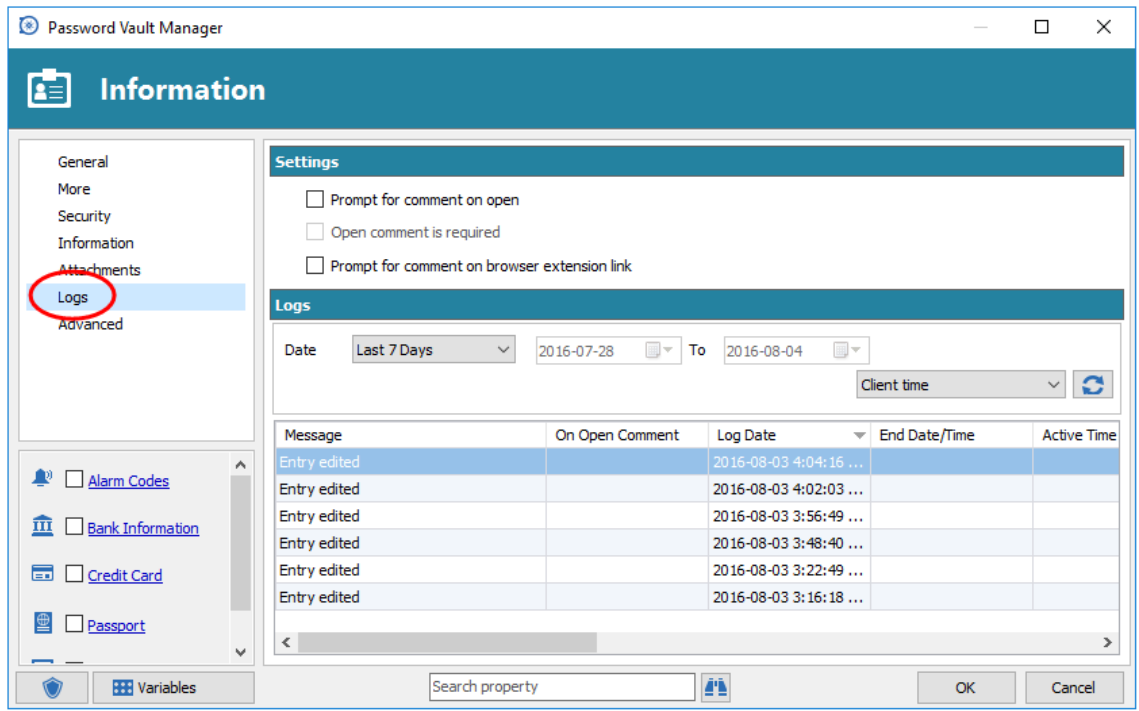 Password Vault Manager
Information
General
More
Security
Information
Attachments
Logs
Advanced
Alarm Codes
Bank Information
Credit Card
Passport
Settings
Prompt for comment on open
Open comment is required
Prompt for comment on browser extension link
Logs
Date Last 7 Days 2016-07-28 To 2016-08-04
Client time
Message On Open Comment Log Date End Date/Time Active Time
Entry edited 2016-08-03 4:04:16 ...
Entry edited 2016-08-03 4:02:03 ...
Entry edited 2016-08-03 3:56:49 ...
Entry edited 2016-08-03 3:48:40 ...
Entry edited 2016-08-03 3:22:49 ...
Entry edited 2016-08-03 3:16:18 ...
Variables Search property OK Cancel